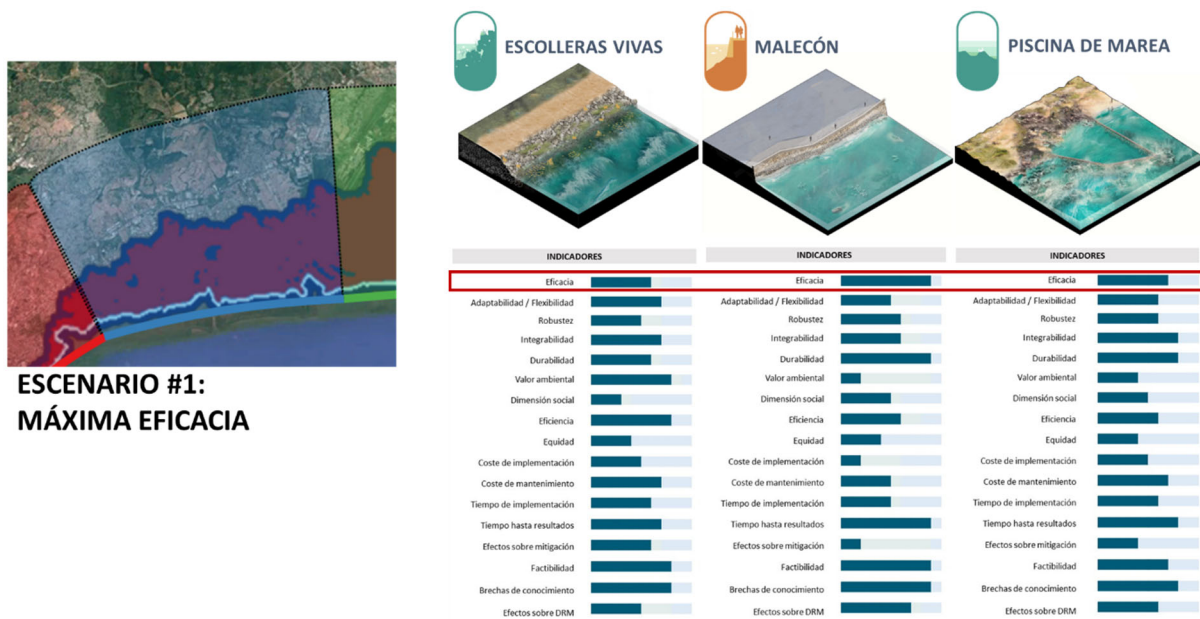 ESCOLLERAS VIVAS
MALECÓN
PISCINA DE MAREA
ESCENARIO #1:
MÁXIMA EFICACIA
INDICADORES
Eficacia
Adaptabilidad / Flexibilidad
Robustez
Integrabilidad
Durabilidad
Valor ambiental
Dimensión social
Eficiencia
Equidad
Coste de implementación
Coste de mantenimiento
Tiempo de implementación
Tiempo hasta resultados
Efectos sobre mitigación
Factibilidad
Brechas de conocimiento
Efectos sobre DRM
INDICADORES
Eficacia
Adaptabilidad / Flexibilidad
Robustez
Integrabilidad
Durabilidad
Valor ambiental
Dimensión social
Eficiencia
Equidad
Coste de implementación
Coste de mantenimiento
Tiempo de implementación
Tiempo hasta resultados
Efectos sobre mitigación
Factibilidad
Brechas de conocimiento
Efectos sobre DRM
INDICADORES
Eficacia
Adaptabilidad / Flexibilidad
Robustez
Integrabilidad
Durabilidad
Valor ambiental
Dimensión social
Eficiencia
Equidad
Coste de implementación
Coste de mantenimiento
Tiempo de implementación
Tiempo hasta resultados
Efectos sobre mitigación
Factibilidad
Brechas de conocimiento
Efectos sobre DRM